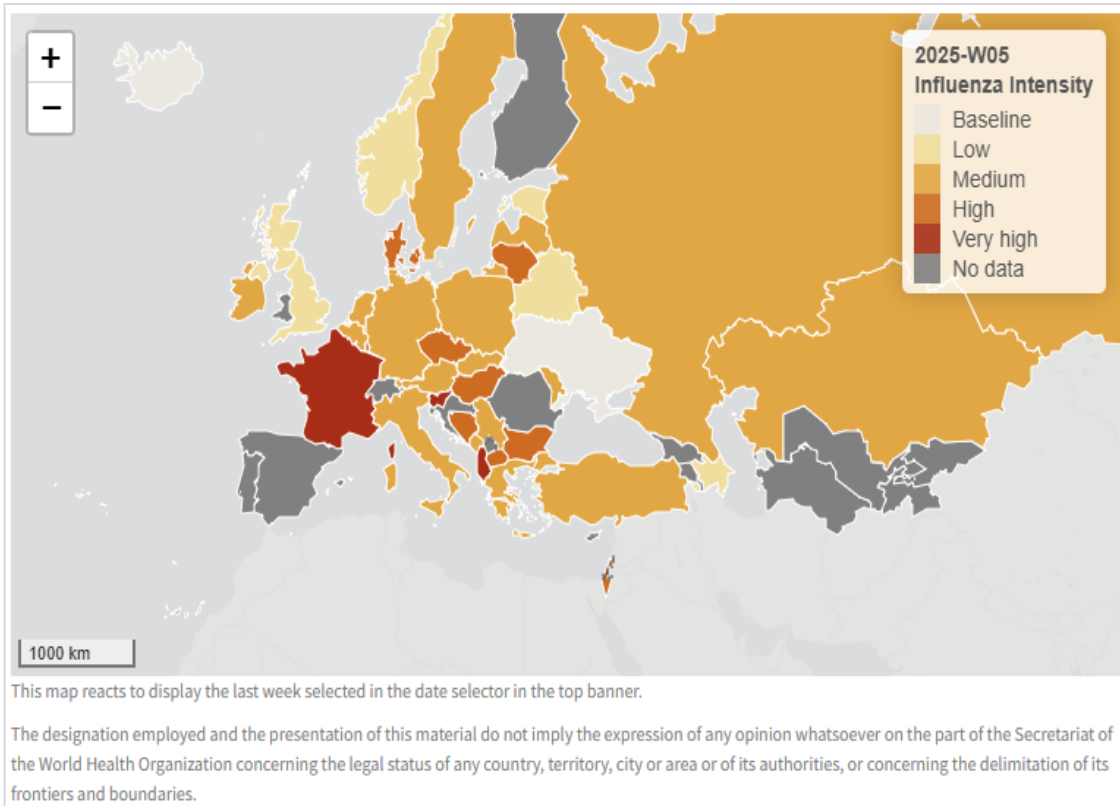 +
−
2025-W05
Influenza Intensity
Baseline
Low
Medium
High
Very high
No data
1000 km
This map reacts to display the last week selected in the date selector in the top banner.
The designation employed and the presentation of this material do not imply the expression of any opinion whatsoever on the part of the Secretariat of
the World Health Organization concerning the legal status of any country, territory, city or area or of its authorities, or concerning the delimitation of its
frontiers and boundaries.